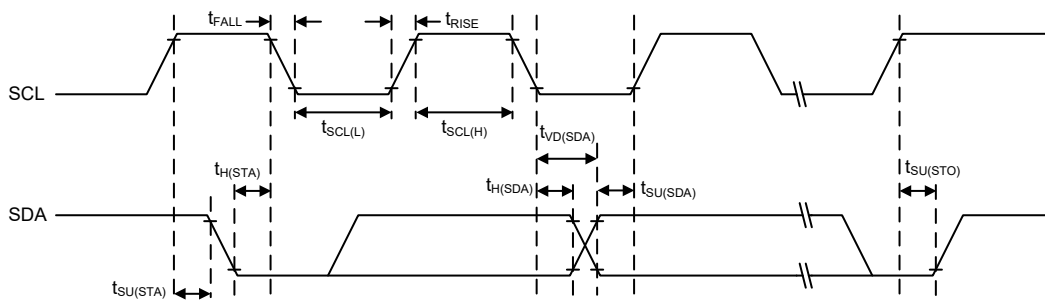 tFALL
tRISE
SCL
tSCL(L)
tSCL(H)
tVD(SDA)
tH(STA)
tH(SDA)
tSU(SDA)
tSU(STO)
SDA
tSU(STA)